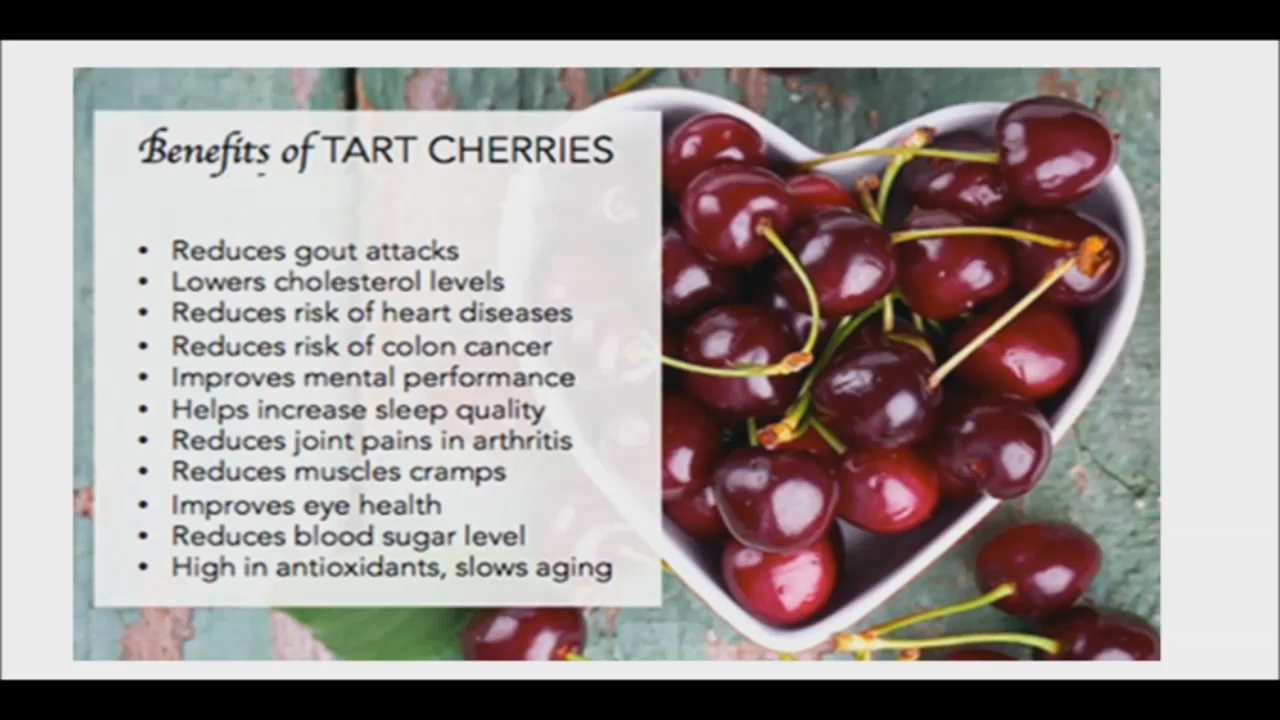 Benefits of TART CHERRIES
• Reduces gout attacks
• Lowers cholesterol levels
• Reduces risk of heart diseases
• Reduces risk of colon cancer
• Improves mental performance
• Helps increase sleep quality
• Reduces joint pains in arthritis
• Reduces muscles cramps
• Improves eye health
• Reduces blood sugar level
• High in antioxidants, slows aging